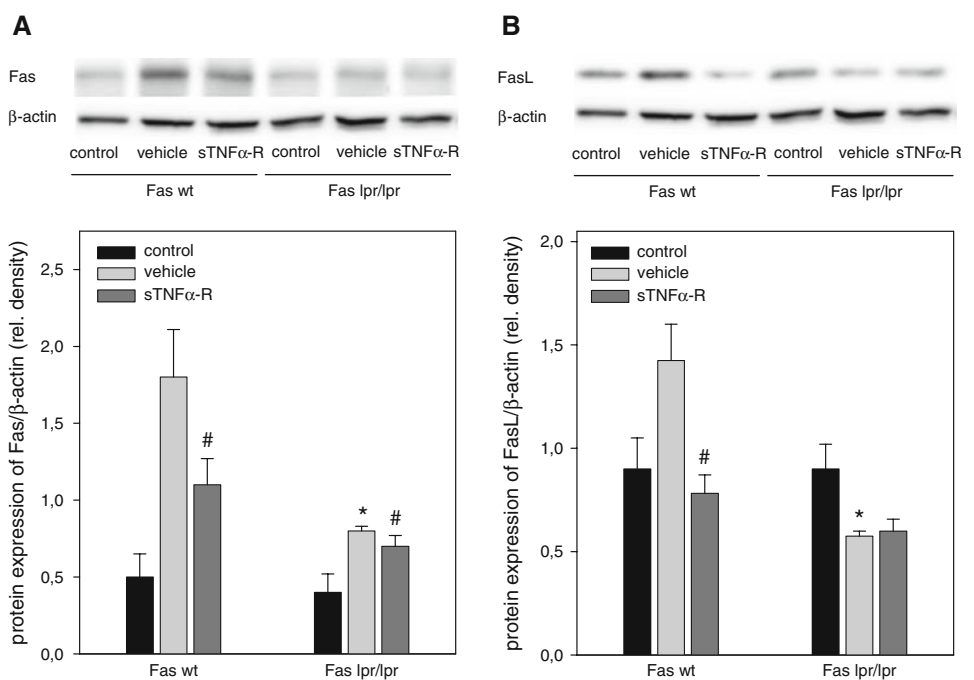 A
Fas
β-actin
control vehicle sTNFα-R control vehicle sTNFα-R
Fas wt Fas lpr/lpr
protein expression of Fas/β-actin (rel. density)
2,5
2,0
1,5
1,0
0,5
0,0
control
vehicle
sTNFα-R
#
*
#
Fas wt Fas lpr/lpr
B
FasL
β-actin
control vehicle sTNFα-R control vehicle sTNFα-R
Fas wt Fas lpr/lpr
protein expression of FasL/β-actin (rel. density)
2,0
1,5
1,0
0,5
0,0
control
vehicle
sTNFα-R
#
*
Fas wt Fas lpr/lpr